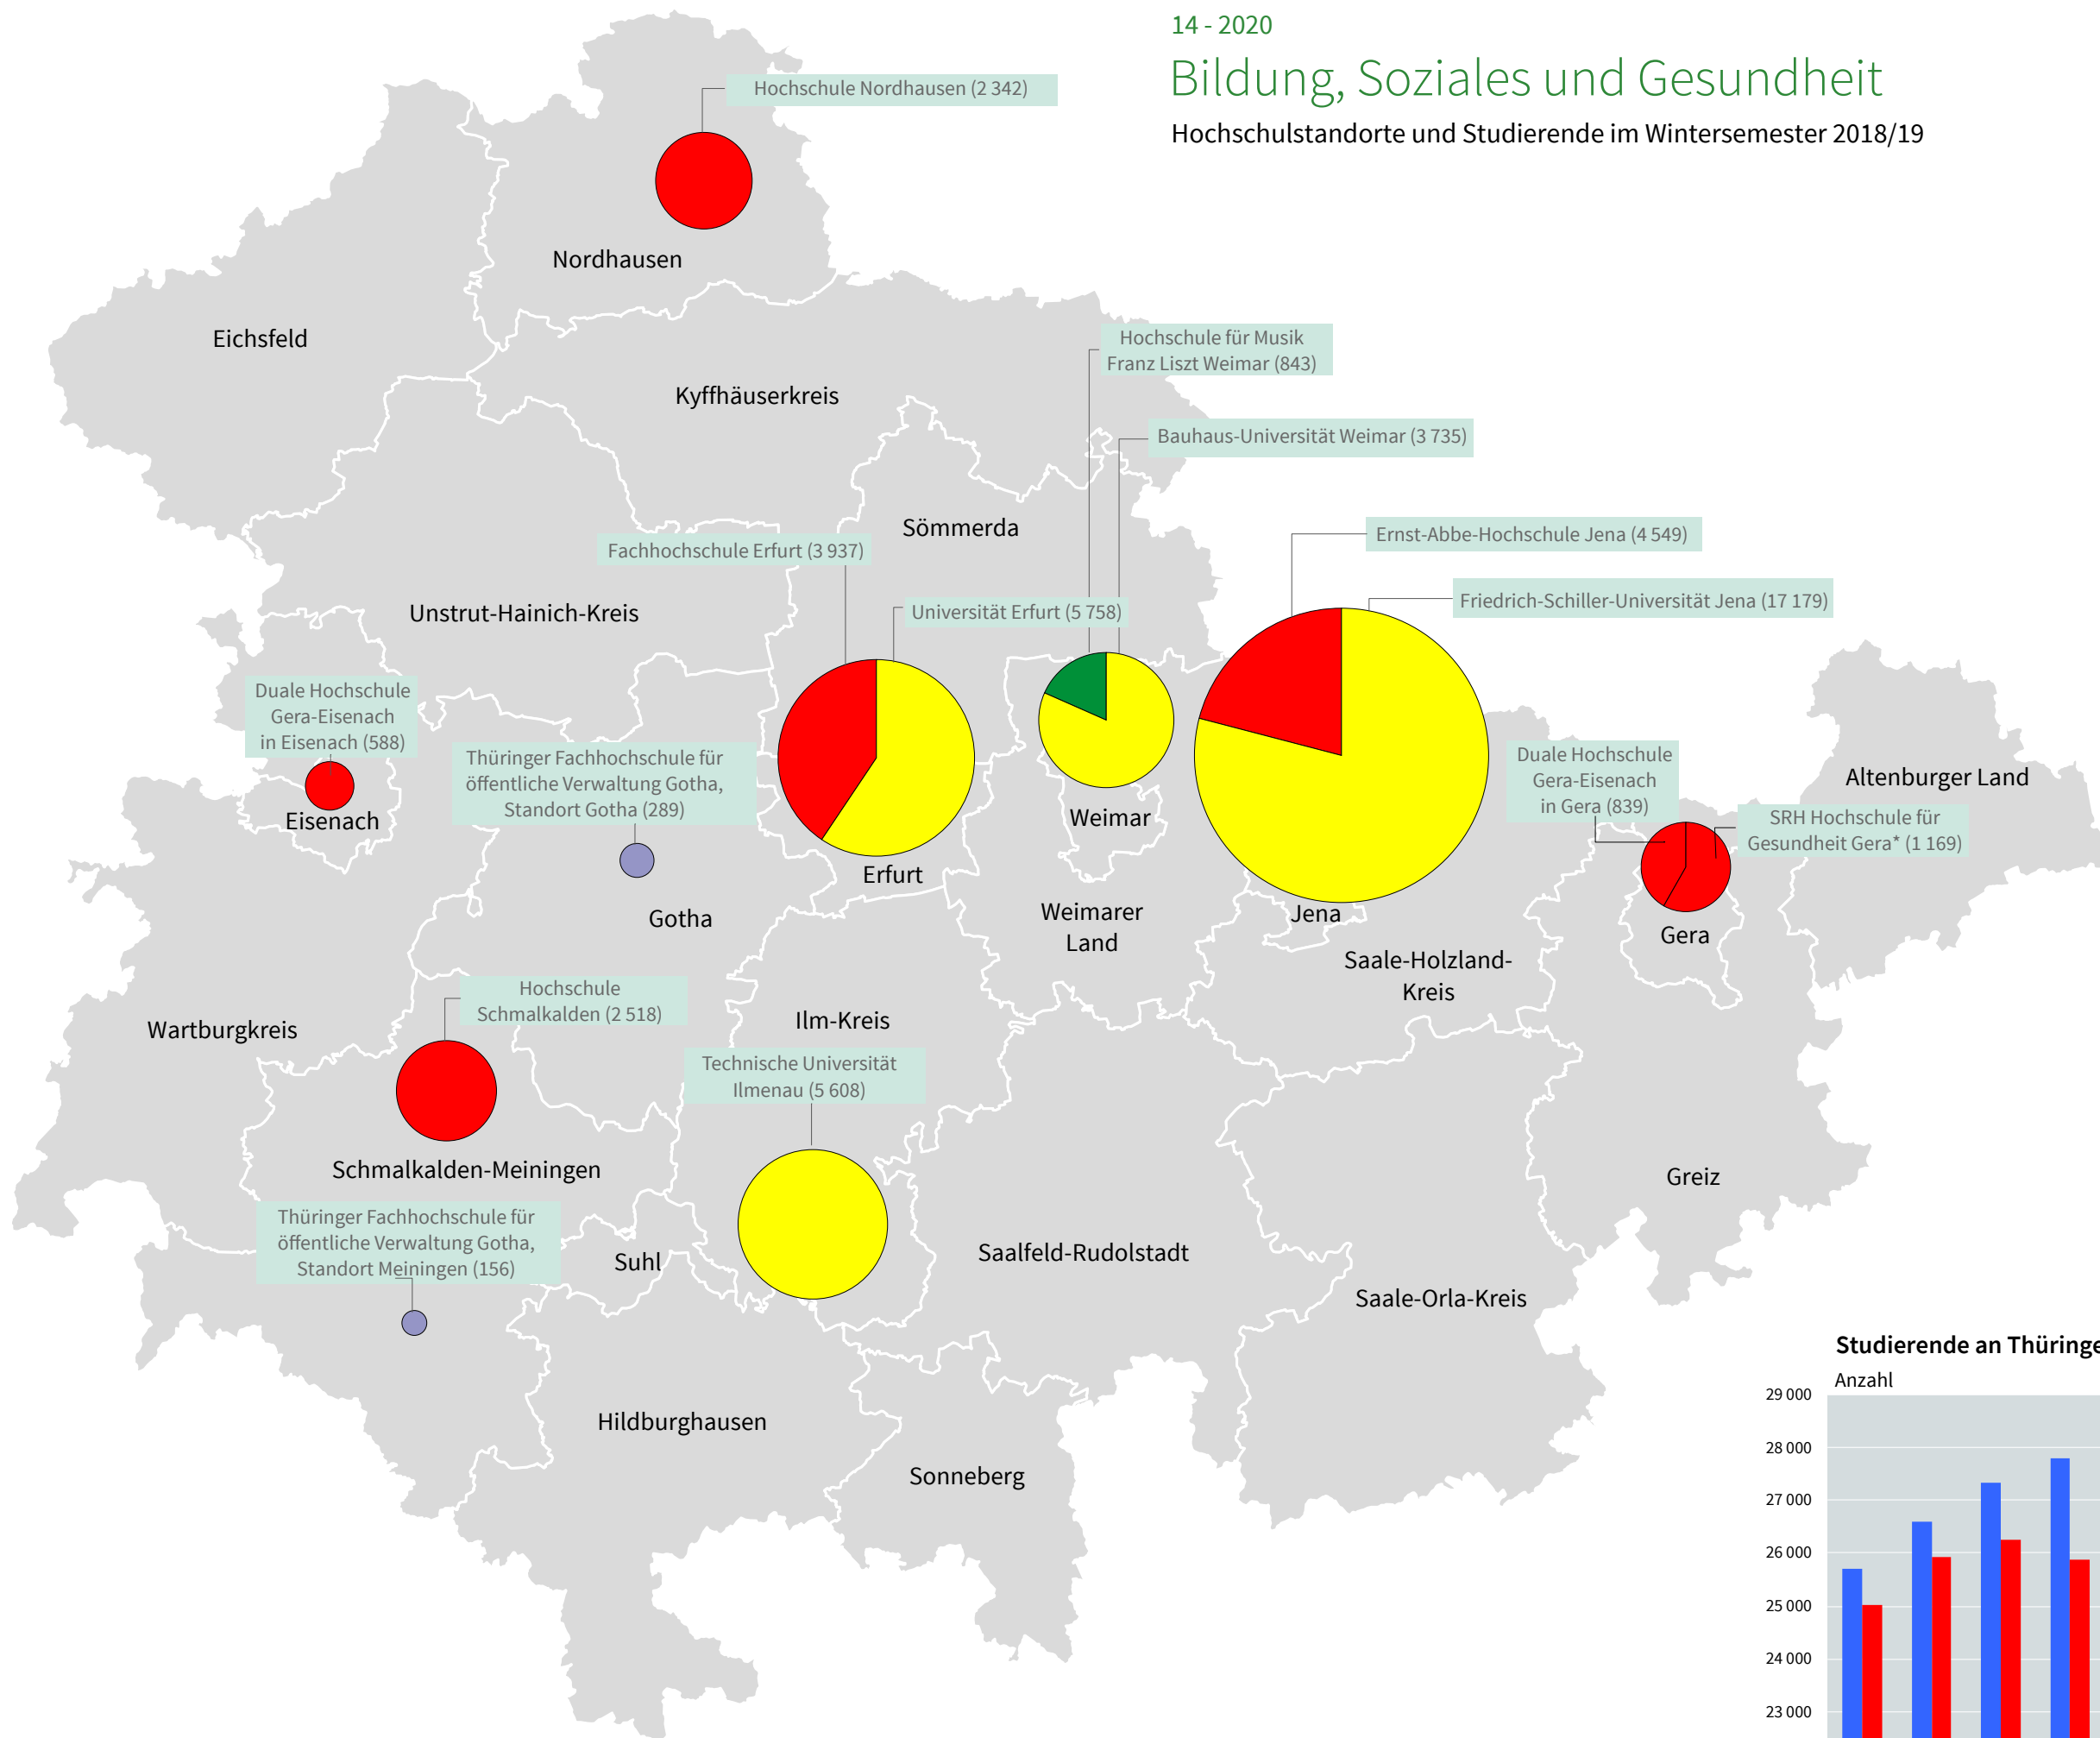 14 - 2020
Bildung, Soziales und Gesundheit
Hochschulstandorte und Studierende im Wintersemester 2018/19
Hochschule Nordhausen (2 342)
Nordhausen
Eichsfeld
Hochschule für Musik
Franz Liszt Weimar (843)
Kyffhäuserkreis
Bauhaus-Universität Weimar (3 735)
Sömmerda
Ernst-Abbe-Hochschule Jena (4 549)
Fachhochschule Erfurt (3 937)
Friedrich-Schiller-Universität Jena (17 179)
Universität Erfurt (5 758)
Unstrut-Hainich-Kreis
Duale Hochschule
Gera-Eisenach
in Eisenach (588)
Eisenach
Thüringer Fachhochschule für
öffentliche Verwaltung Gotha,
Standort Gotha (289)
Duale Hochschule
Gera-Eisenach
in Gera (839)
Altenburger Land
SRH Hochschule für
Gesundheit Gera* (1 169)
Weimar
Erfurt
Gotha
Weimarer
Land
Jena
Gera
Saale-Holzland-
Kreis
Hochschule
Schmalkalden (2 518)
Wartburgkreis
Ilm-Kreis
Technische Universität
Ilmenau (5 608)
Schmalkalden-Meiningen
Greiz
Thüringer Fachhochschule für
öffentliche Verwaltung Gotha,
Standort Meiningen (156)
Suhl
Saalfeld-Rudolstadt
Saale-Orla-Kreis
Hildburghausen
Sonneberg
Studierende an Thüringe
Anzahl
29 000
28 000
27 000
26 000
25 000
24 000
23 000